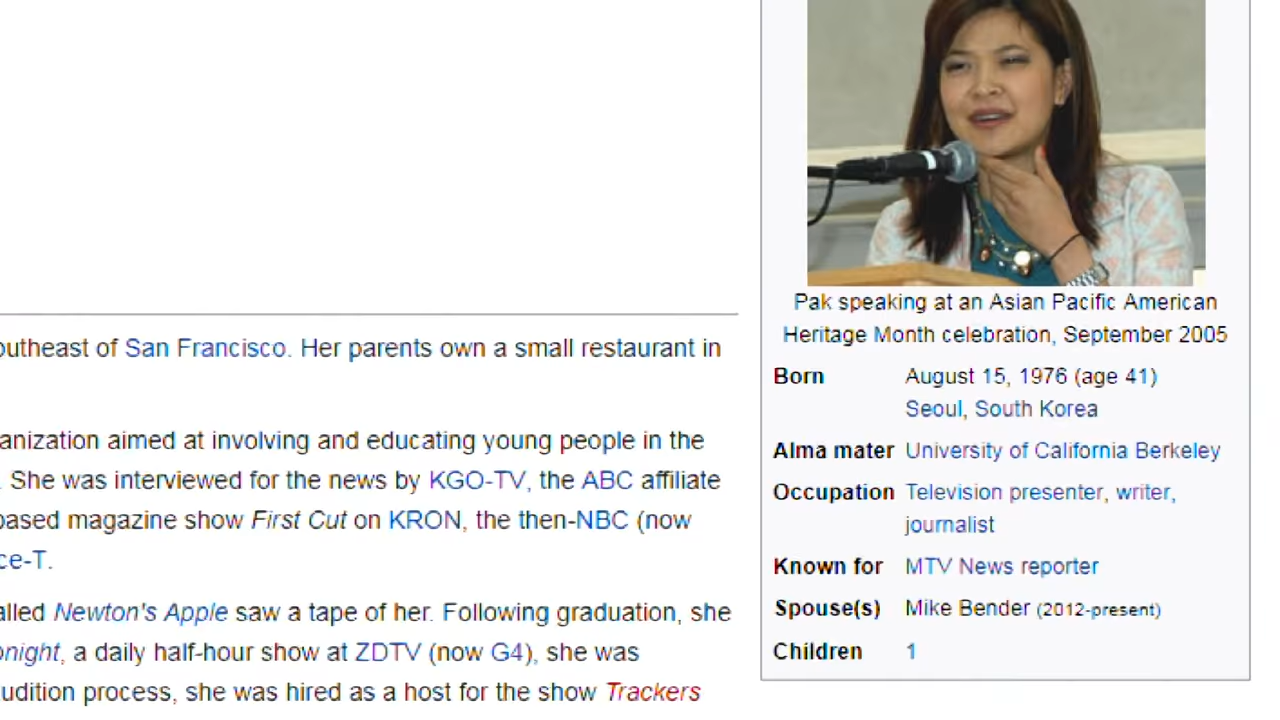 outheast of San Francisco. Her parents own a small restaurant in
anization aimed at involving and educating young people in the
. She was interviewed for the news by KGO-TV, the ABC affiliate
based magazine show First Cut on KRON, the then-NBC (now
ce-T.
alled Newton's Apple saw a tape of her. Following graduation, she
onight, a daily half-hour show at ZDTV (now G4), she was
udition process, she was hired as a host for the show Trackers
Pak speaking at an Asian Pacific American
Heritage Month celebration, September 2005
Born August 15, 1976 (age 41)
Seoul, South Korea
Alma mater University of California Berkeley
Occupation Television presenter, writer,
journalist
Known for MTV News reporter
Spouse(s) Mike Bender (2012-present)
Children 1